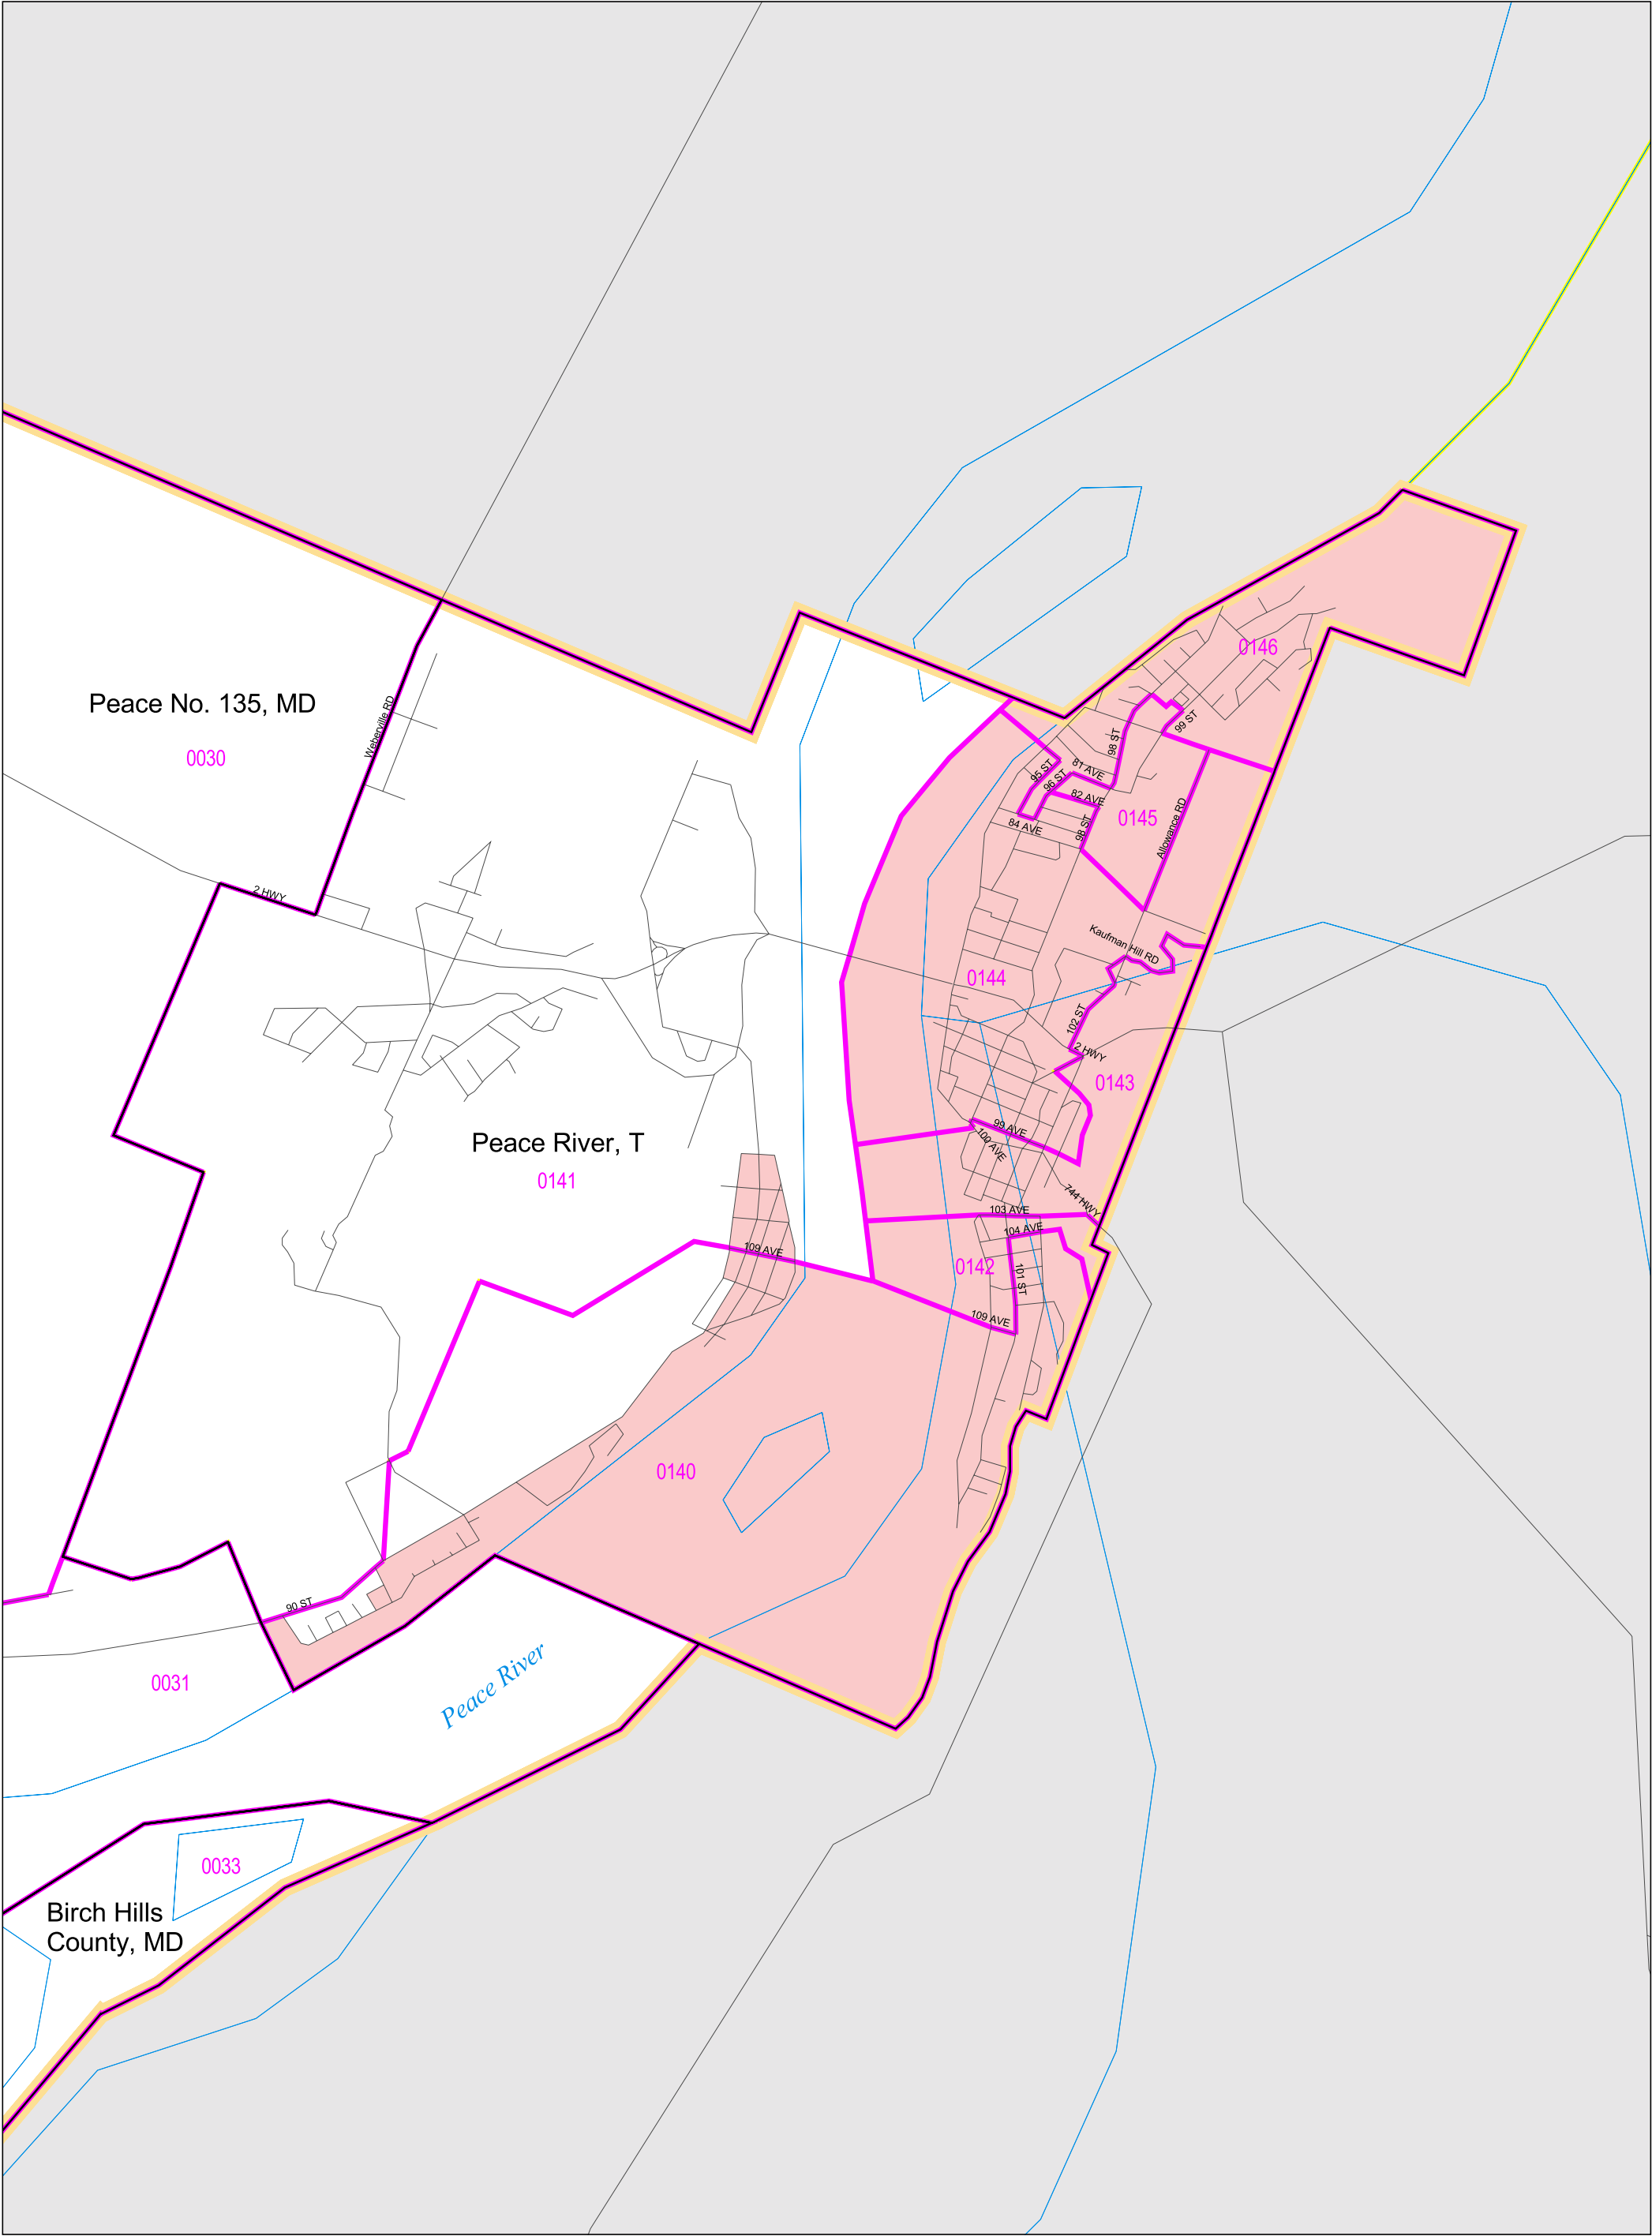 0146
Peace No. 135, MD
Weberville RD
99 ST
98 ST
0030
95 ST
81 AVE
96 ST
82 AVE
0145
84 AVE
98 ST
Allowance RD
2 HWY
Kaufman Hill RD
0144
102 ST
2 HWY
0143
99 AVE
Peace River, T
100 AVE
0141
744 HWY
103 AVE
104 AVE
109 AVE
0142
101 ST
109 AVE
0140
90 ST
0031
Peace River
0033
Birch Hills
County, MD